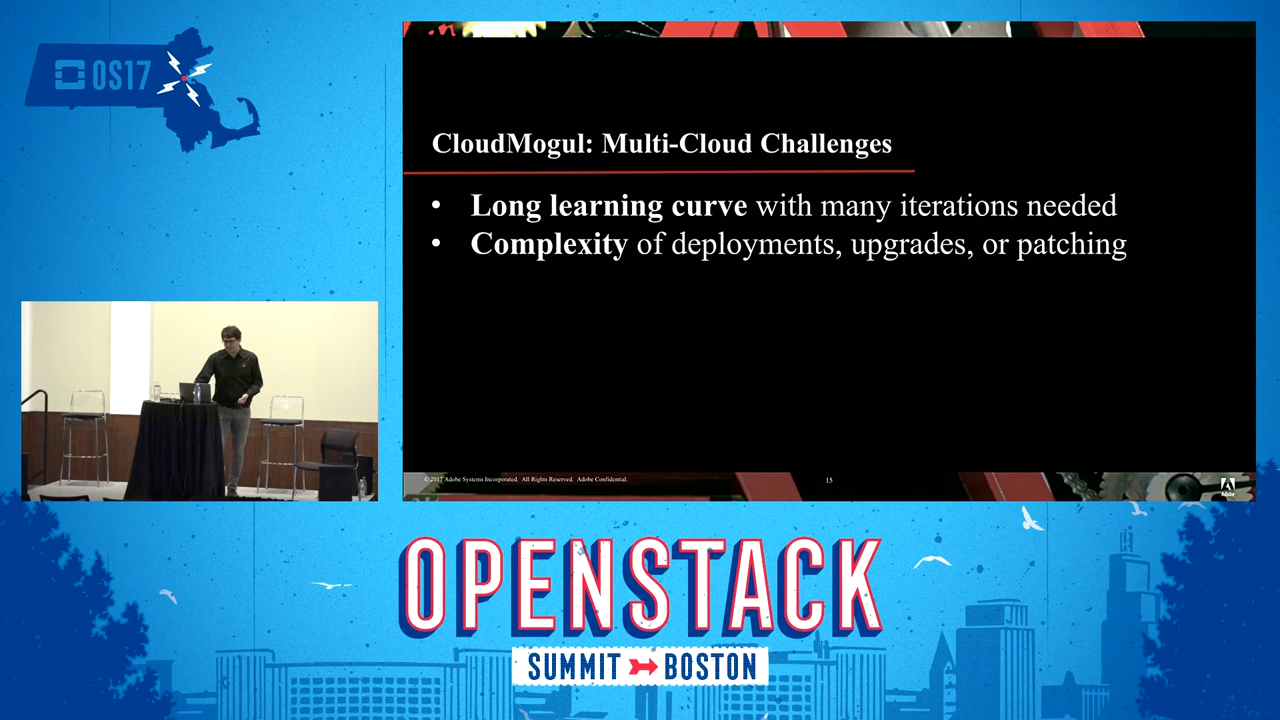 OS17
CloudMogul: Multi-Cloud Challenges
• Long learning curve with many iterations needed
• Complexity of deployments, upgrades, or patching
© 2017 Adobe Systems Incorporated. All Rights Reserved. Adobe Confidential.
15
Adobe
OPENSTACK
SUMMIT BOSTON